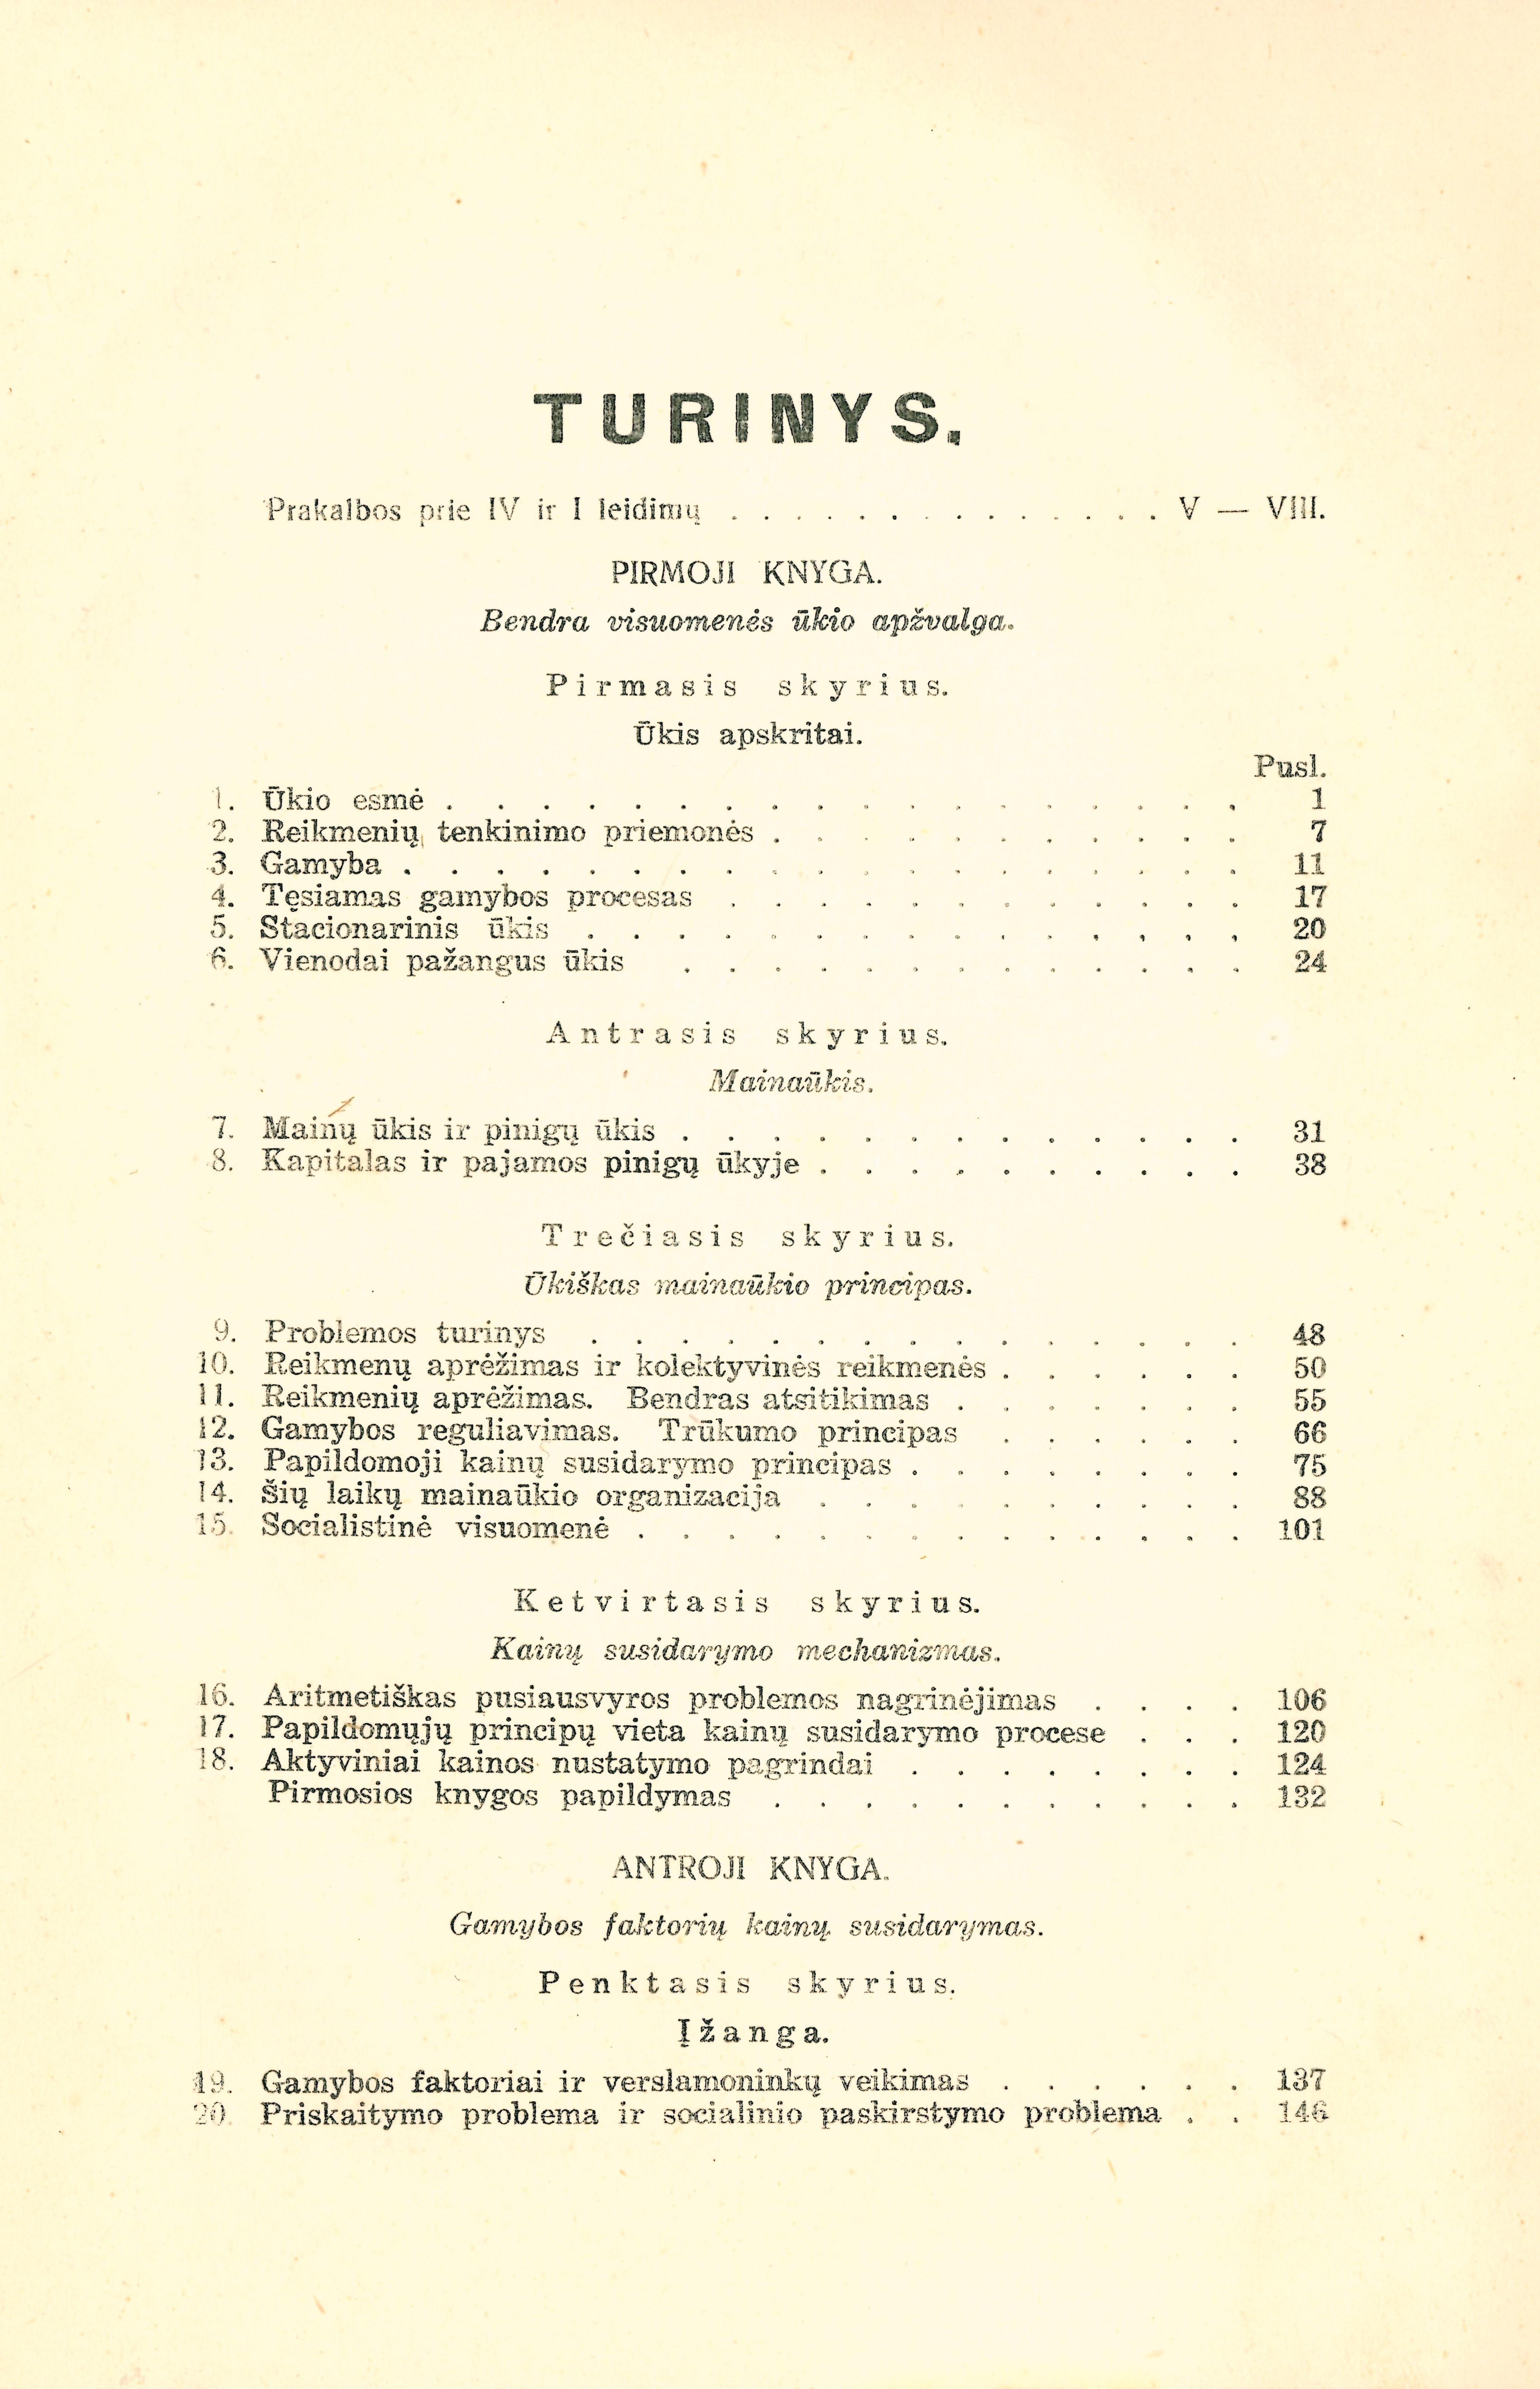 TURINYS.
Prakalbos prie IV ir I leidimų . . . . . . . . . . . . . . V — VIII.
PIRMOJI KNYGA.
Bendra visuomenės ūkio apžvalga.
Pirmasis skyrius.
Ūkis apskritai.
Pusl.
1. Ūkio esmė . . . . . . . . . . . . . . . . . . 1
2. Reikmenių tenkinimo priemonės . . . . . . . . . . . 7
3. Gamyba . . . . . . . . . . . . . . . . . . . 11
4. Tęsiamas gamybos procesas . . . . . . . . . . . . 17
5. Stacionarinis ūkis . . . . . . . . . . . . . . . 20
6. Vienodai pažangus ūkis . . . . . . . . . . . . . 24
Antrasis skyrius.
Mainaūkis.
7. Mainų ūkis ir pinigų ūkis . . . . . . . . . . . . . 31
8. Kapitalas ir pajamos pinigų ūkyje . . . . . . . . . . 38
Trečiasis skyrius.
Ūkiškas mainaūkio principas.
9. Problemos turinys . . . . . . . . . . . . . . . 48
10. Reikmenų aprėžimas ir kolektyvinės reikmenės . . . . . . 50
11. Reikmenių aprėžimas. Bendras atsitikimas . . . . . . . 55
12. Gamybos reguliavimas. Trūkumo principas . . . . . . 66
13. Papildomoji kainų susidarymo principas . . . . . . . . 75
14. Šių laikų mainaūkio organizacija . . . . . . . . . . 88
15. Socialistinė visuomenė . . . . . . . . . . . . . . 101
Ketvirtasis skyrius.
Kainų susidarymo mechanizmas.
16. Aritmetiškas pusiausvyros problemos nagrinėjimas . . . . 106
17. Papildomųjų principų vieta kainų susidarymo procese . . . 120
18. Aktyviniai kainos nustatymo pagrindai . . . . . . . . 124
Pirmosios knygos papildymas . . . . . . . . . . . 132
ANTROJI KNYGA.
Gamybos faktorių kainų susidarymas.
Penktasis skyrius.
Įžanga.
19. Gamybos faktoriai ir verslamoninkų veikimas . . . . . . 137
20. Priskaitymo problema ir socialinio paskirstymo problema . . 146